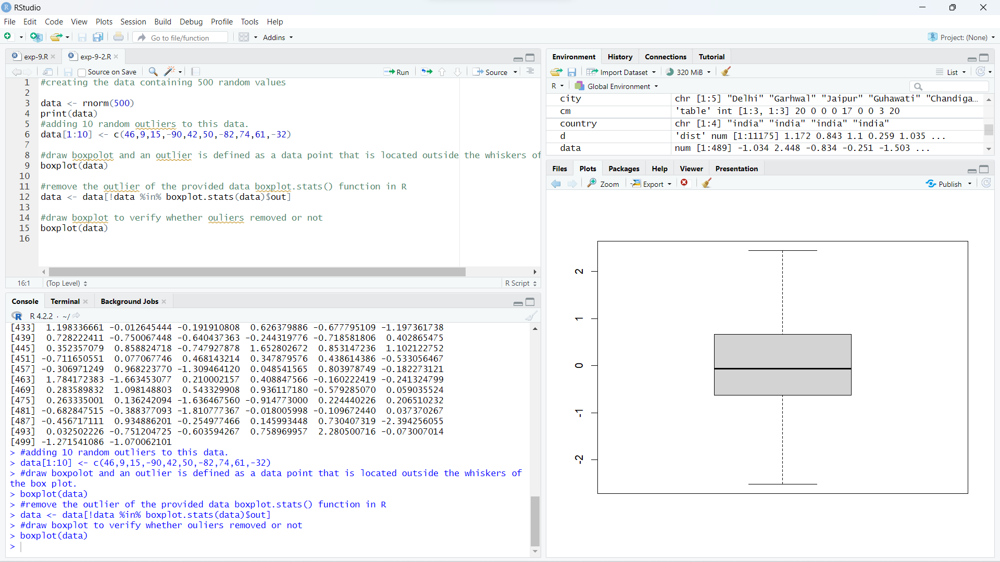 RStudio
File Edit Code View Plots Session Build Debug Profile Tools Help
Go to file/function Addins Project: (None)
exp-9.R exp-9-2.R
Source on Save Run Source
1 #creating the data containing 500 random values
2
3 data <- rnorm(500)
4 print(data)
5 #adding 10 random outliers to this data.
6 data[1:10] <- c(46,9,15,-90,42,50,-82,74,61,-32)
7
8 #draw boxpolot and an outlier is defined as a data point that is located outside the whiskers of
9 boxplot(data)
10
11 #remove the outlier of the provided data boxplot.stats() function in R
12 data <- data[!data %in% boxplot.stats(data)$out]
13
14 #draw boxplot to verify whether ouliers removed or not
15 boxplot(data)
16
16:1 (Top Level) R Script
Console Terminal Background Jobs
R 4.2.2 · ~/
[433] 1.198336661 -0.012645444 -0.191910808 0.626379886 -0.677795109 -1.197361738
[439] 0.728222411 -0.750067448 -0.640437363 -0.244319776 -0.718581806 0.402865475
[445] 0.352357079 0.858824718 -0.747927878 1.652802672 0.853147236 1.102122752
[451] -0.711650551 0.077067746 0.468143214 0.347879576 0.438614386 -0.533056467
[457] -0.306971249 0.968223770 -1.309464120 0.048541565 0.803978749 -0.182273121
[463] 1.784172383 -1.663453077 0.210002157 0.408847566 -0.160222419 -0.241324799
[469] 0.283589832 1.098148803 0.543329908 0.936117180 -0.579285070 0.059035524
[475] 0.263335001 0.136242094 -1.636467560 -0.914773000 0.224440226 0.206510232
[481] -0.682847515 -0.388377093 -1.810777367 -0.018005998 -0.109672440 0.037370267
[487] -0.456717111 0.934886201 -0.254977466 0.145993448 0.730407319 -2.394256055
[493] 0.032502226 -0.751204725 -0.603594267 0.758969957 2.280500716 -0.073007014
[499] -1.271541086 -1.070062101
> #adding 10 random outliers to this data.
> data[1:10] <- c(46,9,15,-90,42,50,-82,74,61,-32)
> #draw boxpolot and an outlier is defined as a data point that is located outside the whiskers of
the box plot.
> boxplot(data)
> #remove the outlier of the provided data boxplot.stats() function in R
> data <- data[!data %in% boxplot.stats(data)$out]
> #draw boxplot to verify whether ouliers removed or not
> boxplot(data)
>
Environment History Connections Tutorial
Import Dataset 320 MiB List
R Global Environment
city chr [1:5] "Delhi" "Garhwal" "Jaipur" "Guhawati" "Chandiga…
cm 'table' int [1:3, 1:3] 20 0 0 0 17 0 0 3 20
country chr [1:4] "india" "india" "india" "india"
d 'dist' num [1:11175] 1.172 0.843 1.1 0.259 1.035 ...
data num [1:489] -1.034 2.448 -0.834 -0.251 -1.503 ...
Files Plots Packages Help Viewer Presentation
Zoom Export Publish
2
1
0
-1
-2